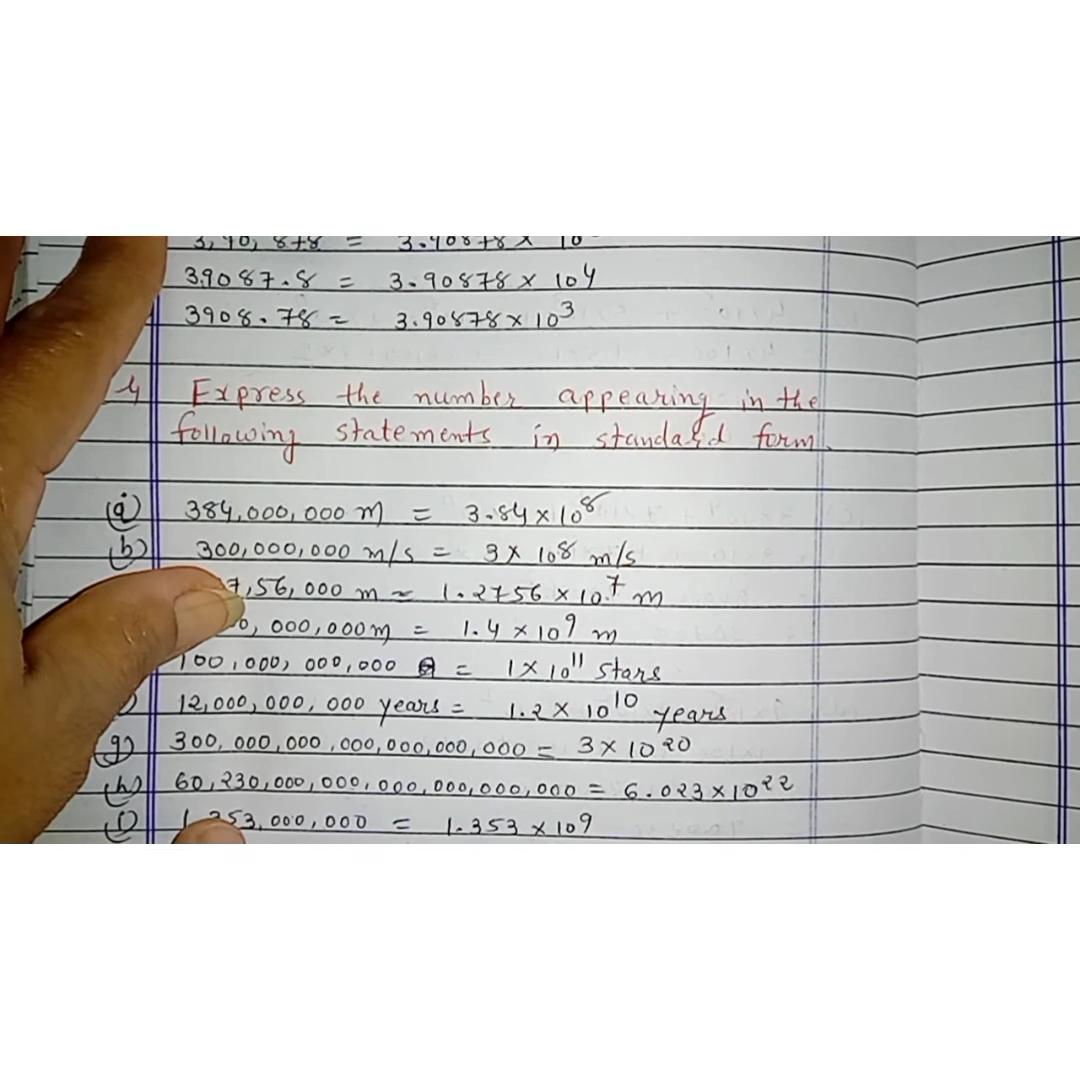 39087.8 = 3.90878 × 10⁴
3908.78 = 3.90878 × 10³
4 Express the number appearing in the
following statements in standard form.
(a) 384,000,000 m = 3.84 × 10⁸
(b) 300,000,000 m/s = 3 × 10⁸ m/s
7,56,000 m = 1.2756 × 10⁷ m
0,000,000 m = 1.4 × 10⁹ m
100,000,000,000 = 1 × 10¹¹ stars
12,000,000,000 years = 1.2 × 10¹⁰ years
(g) 300,000,000,000,000,000,000 = 3 × 10²⁰
(h) 60,230,000,000,000,000,000,000 = 6.023 × 10²²
(i) 353,000,000 = 1.353 × 10⁹